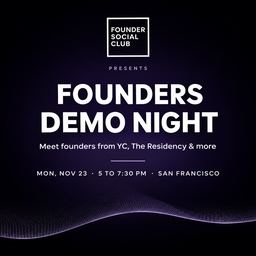 FOUNDER
SOCIAL
CLUB
PRESENTS
FOUNDERS
DEMO NIGHT
Meet founders from YC, The Residency & more
MON, NOV 23 · 5 TO 7:30 PM · SAN FRANCISCO